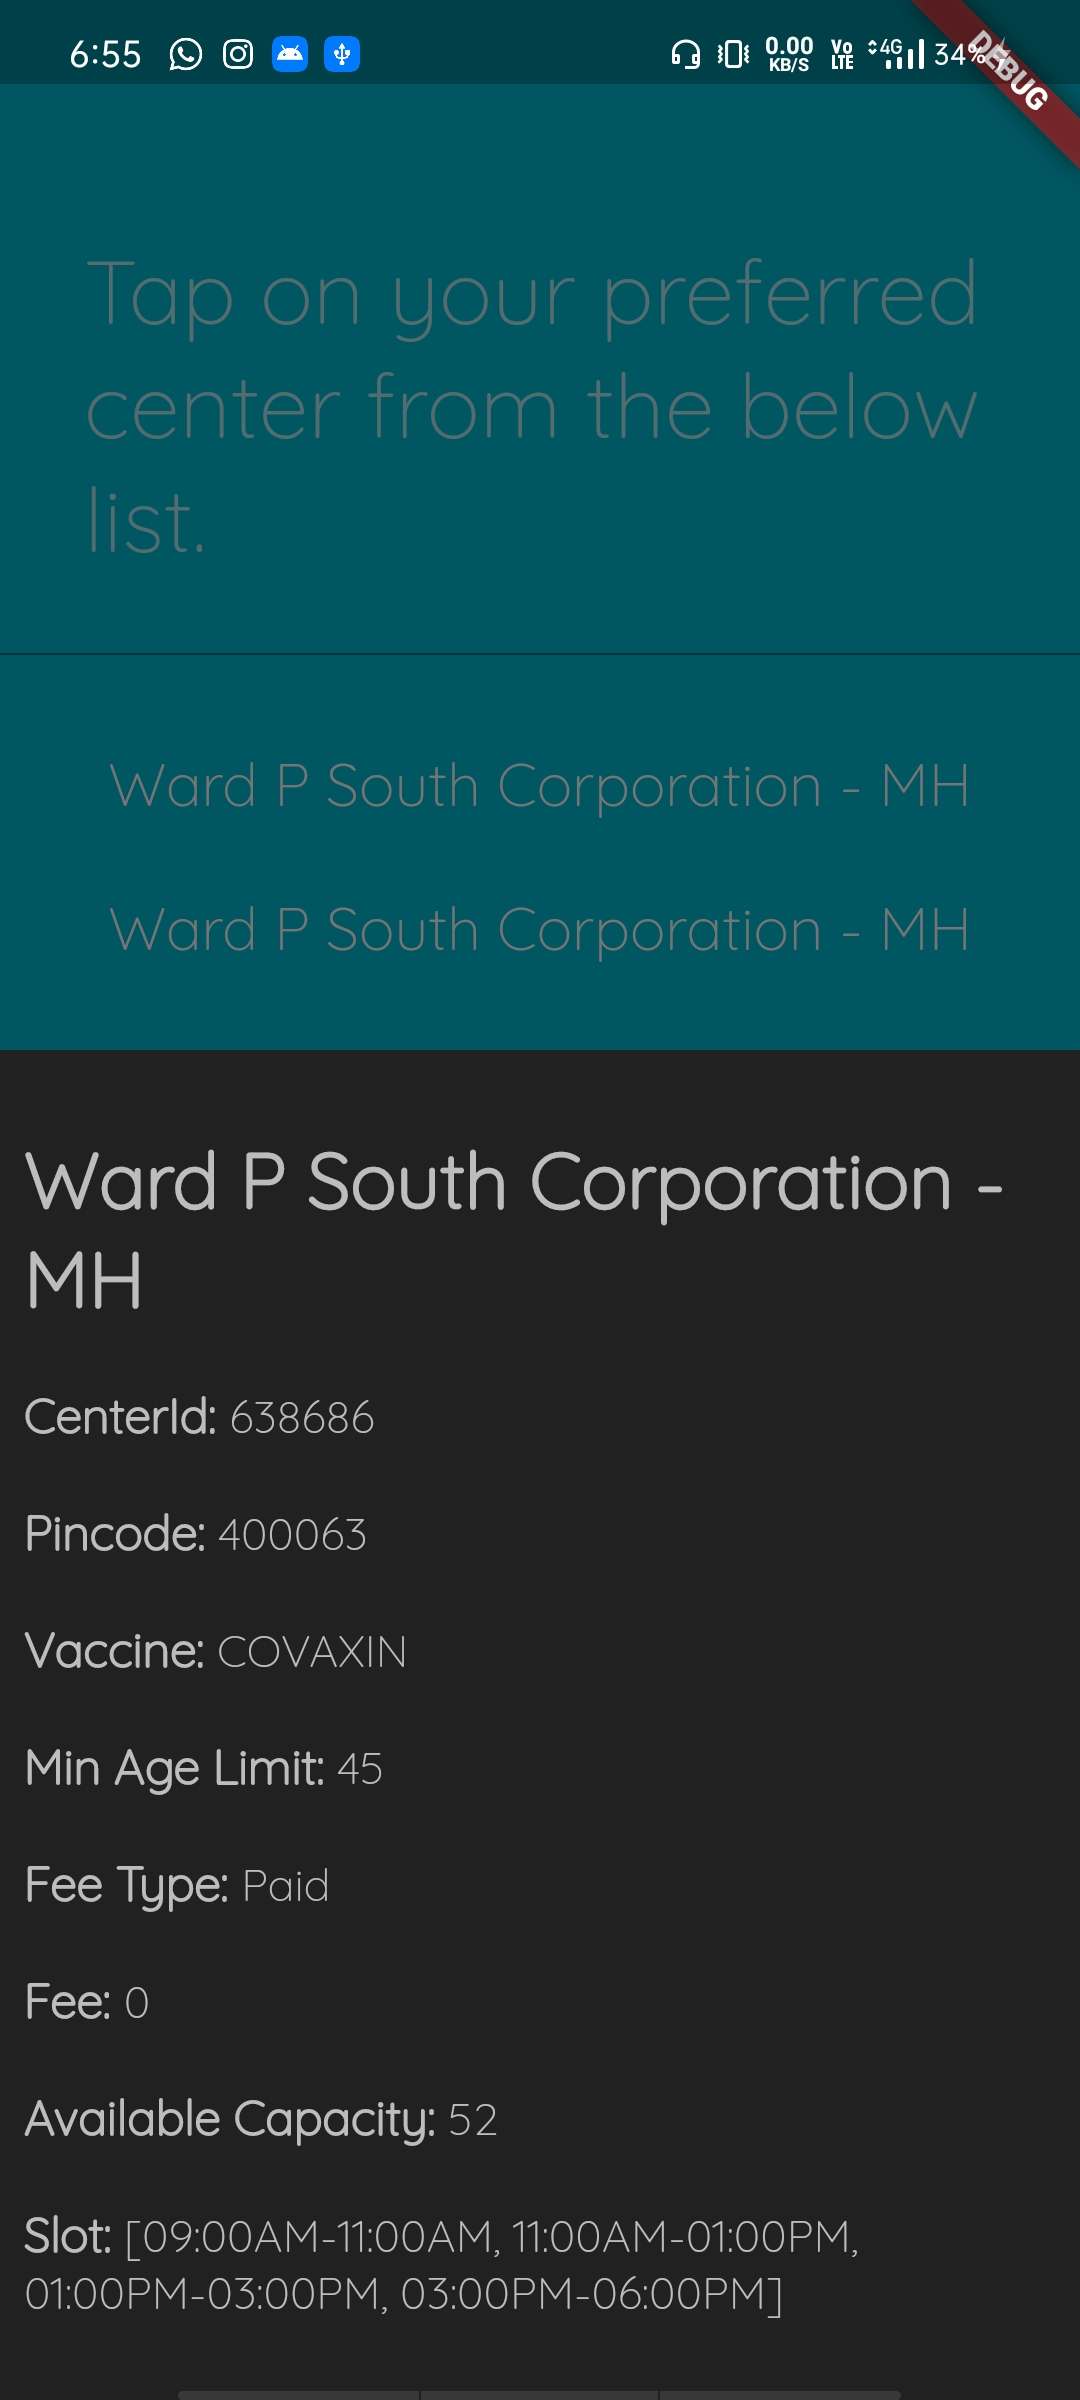 6:55
0.00
KB/S
Vo
LTE
4G
34%
DEBUG
Tap on your preferred
center from the below
list.
Ward P South Corporation - MH
Ward P South Corporation - MH
Ward P South Corporation -
MH
CenterId: 638686
Pincode: 400063
Vaccine: COVAXIN
Min Age Limit: 45
Fee Type: Paid
Fee: 0
Available Capacity: 52
Slot: [09:00AM-11:00AM, 11:00AM-01:00PM,
01:00PM-03:00PM, 03:00PM-06:00PM]